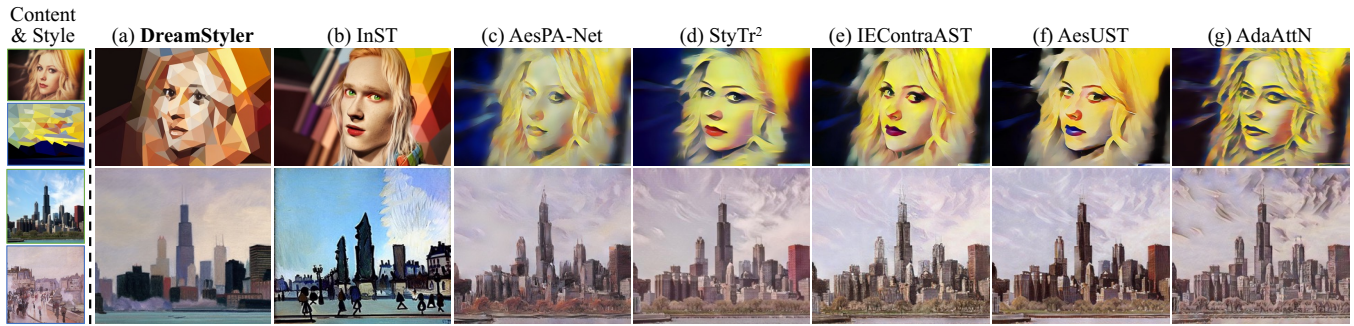 Content
& Style
(a) DreamStyler
(b) InST
(c) AesPA-Net
(d) StyTr²
(e) IEContraAST
(f) AesUST
(g) AdaAttN